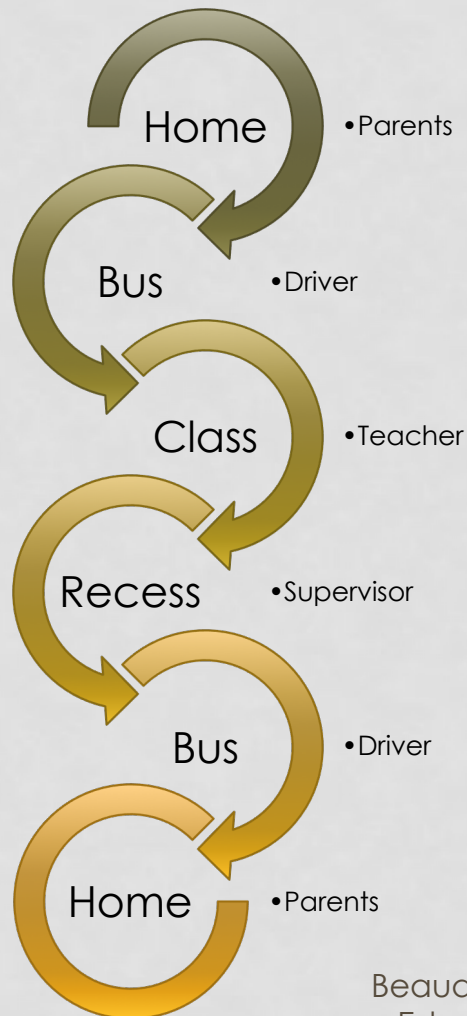 Home
•Parents
Bus
•Driver
Class
•Teacher
Recess
•Supervisor
Bus
•Driver
Home
•Parents